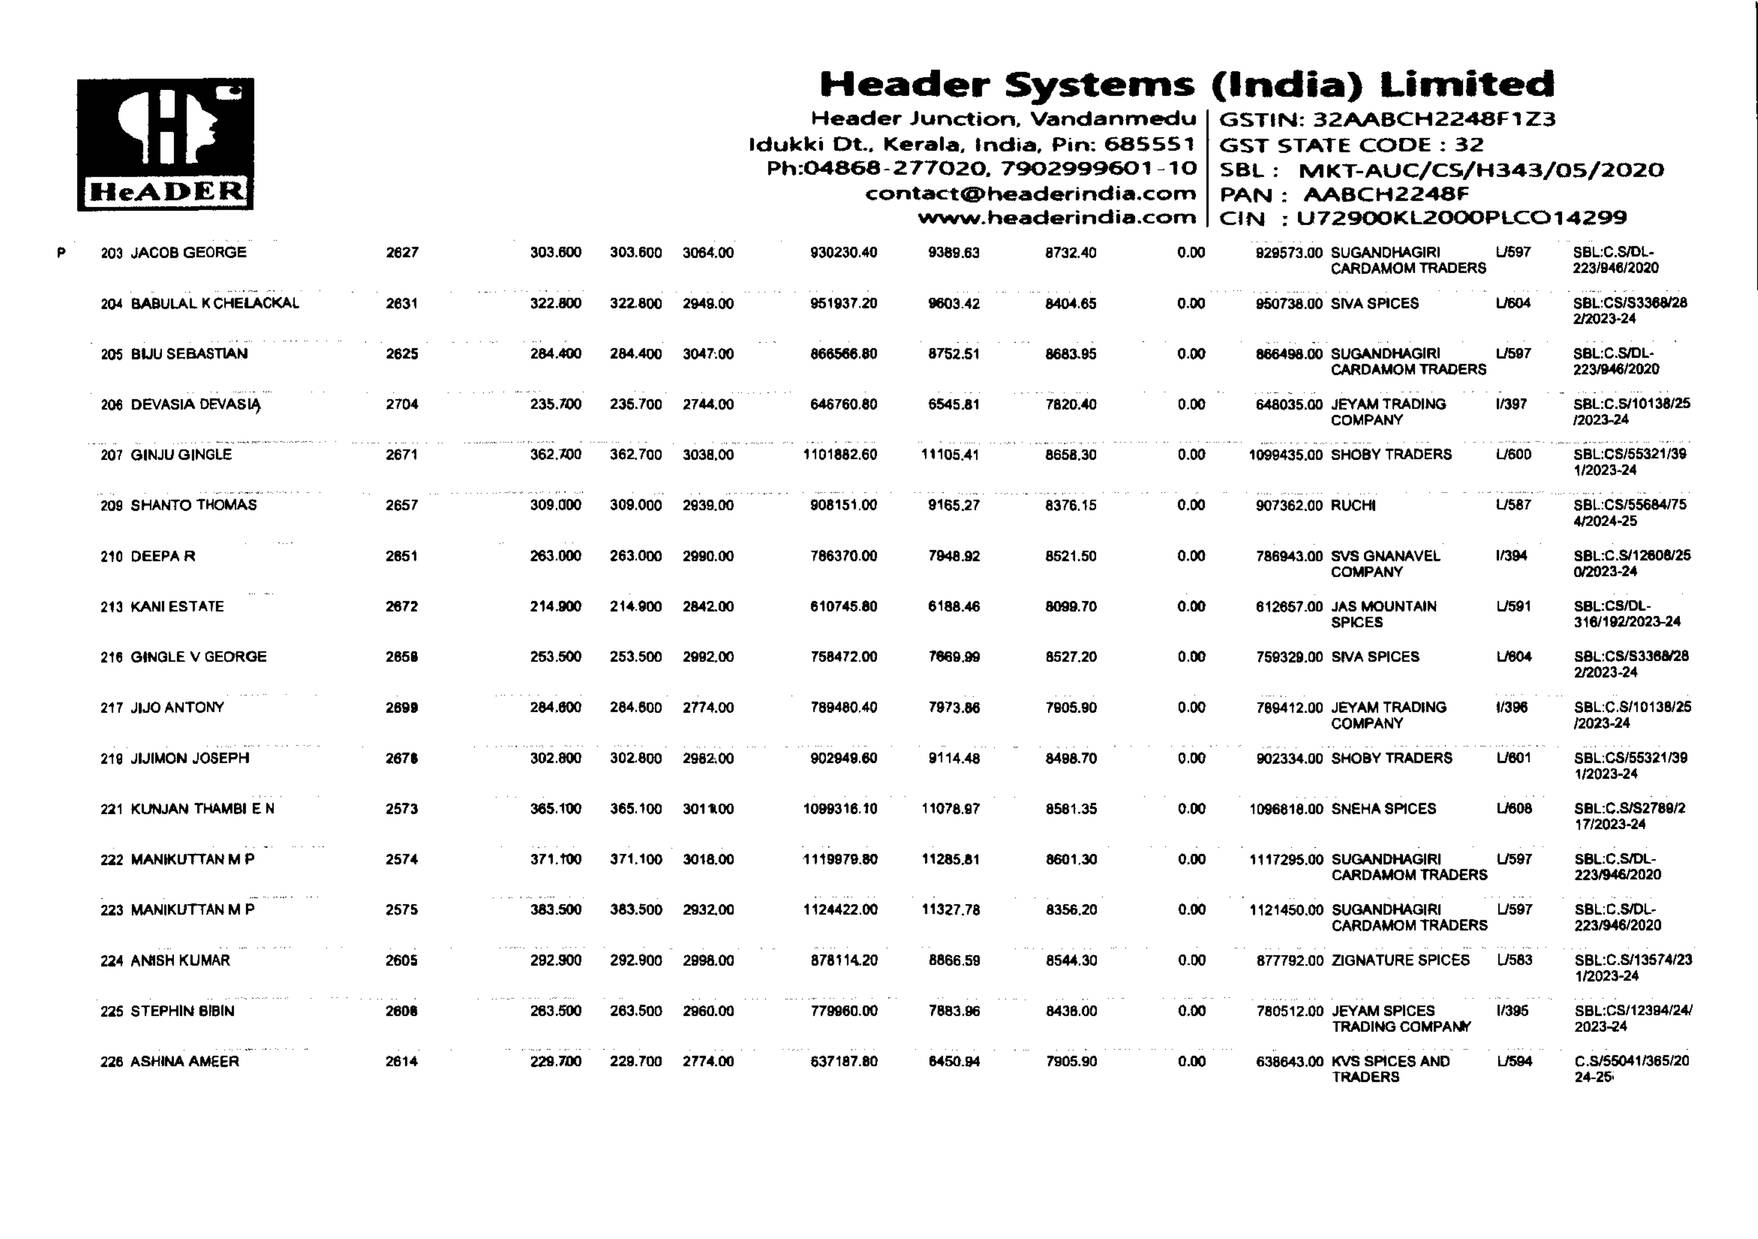 HeADER
Header Systems (India) Limited
Header Junction, Vandanmedu GSTIN: 32AABCH2248F1Z3
Idukki Dt., Kerala, India, Pin: 685551 GST STATE CODE : 32
Ph:04868-277020, 7902999601-10 SBL : MKT-AUC/CS/H343/05/2020
contact@headerindia.com PAN : AABCH2248F
www.headerindia.com CIN : U72900KL2000PLCO14299
P 203 JACOB GEORGE 2627 303.600 303.600 3064.00 930230.40 9389.63 8732.40 0.00 929573.00 SUGANDHAGIRI L/597 SBL:C.S/DL-
CARDAMOM TRADERS 223/946/2020
204 BABULAL K CHELACKAL 2631 322.800 322.800 2949.00 951937.20 9603.42 8404.65 0.00 950738.00 SIVA SPICES L/604 SBL:CS/S3368/28
2/2023-24
205 BIJU SEBASTIAN 2625 284.400 284.400 3047.00 866566.80 8752.51 8683.95 0.00 866498.00 SUGANDHAGIRI L/597 SBL:C.S/DL-
CARDAMOM TRADERS 223/946/2020
206 DEVASIA DEVASIA 2704 235.700 235.700 2744.00 646760.80 6545.81 7820.40 0.00 648035.00 JEYAM TRADING I/397 SBL:C.S/10138/25
COMPANY /2023-24
207 GINJU GINGLE 2671 362.700 362.700 3038.00 1101882.60 11105.41 8658.30 0.00 1099435.00 SHOBY TRADERS L/600 SBL:CS/55321/39
1/2023-24
209 SHANTO THOMAS 2657 309.000 309.000 2939.00 908151.00 9165.27 8376.15 0.00 907362.00 RUCHI L/587 SBL:CS/55684/75
4/2024-25
210 DEEPA R 2651 263.000 263.000 2990.00 786370.00 7948.92 8521.50 0.00 786943.00 SVS GNANAVEL I/394 SBL:C.S/12608/25
COMPANY 0/2023-24
213 KANI ESTATE 2672 214.900 214.900 2842.00 610745.80 6188.46 8099.70 0.00 612657.00 JAS MOUNTAIN L/591 SBL:CS/DL-
SPICES 316/192/2023-24
216 GINGLE V GEORGE 2658 253.500 253.500 2992.00 758472.00 7669.99 8527.20 0.00 759329.00 SIVA SPICES L/604 SBL:CS/S3368/28
2/2023-24
217 JIJO ANTONY 2699 284.600 284.600 2774.00 789480.40 7973.86 7905.90 0.00 789412.00 JEYAM TRADING I/396 SBL:C.S/10138/25
COMPANY /2023-24
219 JIJIMON JOSEPH 2678 302.800 302.800 2982.00 902949.60 9114.48 8498.70 0.00 902334.00 SHOBY TRADERS L/601 SBL:CS/55321/39
1/2023-24
221 KUNJAN THAMBI E N 2573 365.100 365.100 3011.00 1099316.10 11078.97 8581.35 0.00 1096818.00 SNEHA SPICES L/608 SBL:C.S/S2789/2
17/2023-24
222 MANIKUTTAN M P 2574 371.100 371.100 3018.00 1119979.80 11285.81 8601.30 0.00 1117295.00 SUGANDHAGIRI L/597 SBL:C.S/DL-
CARDAMOM TRADERS 223/946/2020
223 MANIKUTTAN M P 2575 383.500 383.500 2932.00 1124422.00 11327.78 8356.20 0.00 1121450.00 SUGANDHAGIRI L/597 SBL:C.S/DL-
CARDAMOM TRADERS 223/946/2020
224 ANISH KUMAR 2605 292.900 292.900 2998.00 878114.20 8866.59 8544.30 0.00 877792.00 ZIGNATURE SPICES L/583 SBL:C.S/13574/23
1/2023-24
225 STEPHIN BIBIN 2608 263.500 263.500 2960.00 779960.00 7883.96 8436.00 0.00 780512.00 JEYAM SPICES I/395 SBL:CS/12394/24/
TRADING COMPANY 2023-24
226 ASHINA AMEER 2614 229.700 229.700 2774.00 637187.80 6450.94 7905.90 0.00 638643.00 KVS SPICES AND L/594 C.S/55041/365/20
TRADERS 24-25